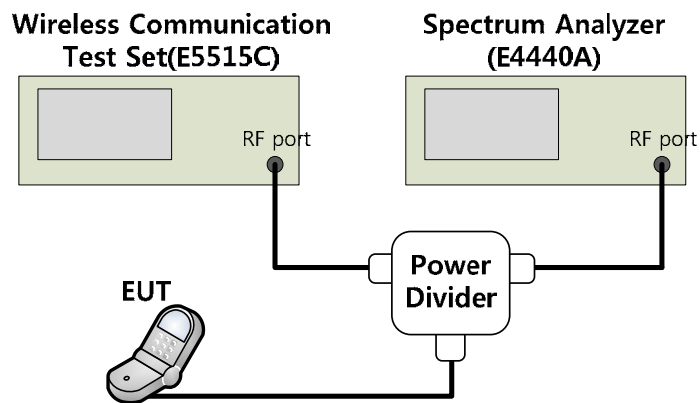 Wireless Communication
Test Set(E5515C)
Spectrum Analyzer
(E4440A)
RF port
RF port
Power
Divider
EUT